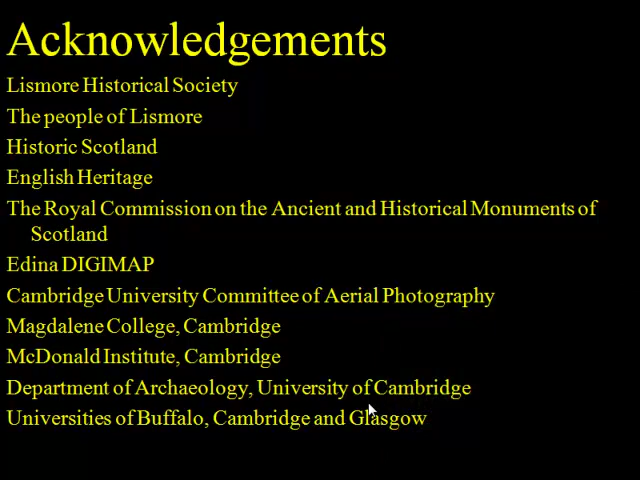 Acknowledgements
Lismore Historical Society
The people of Lismore
Historic Scotland
English Heritage
The Royal Commission on the Ancient and Historical Monuments of
Scotland
Edina DIGIMAP
Cambridge University Committee of Aerial Photography
Magdalene College, Cambridge
McDonald Institute, Cambridge
Department of Archaeology, University of Cambridge
Universities of Buffalo, Cambridge and Glasgow